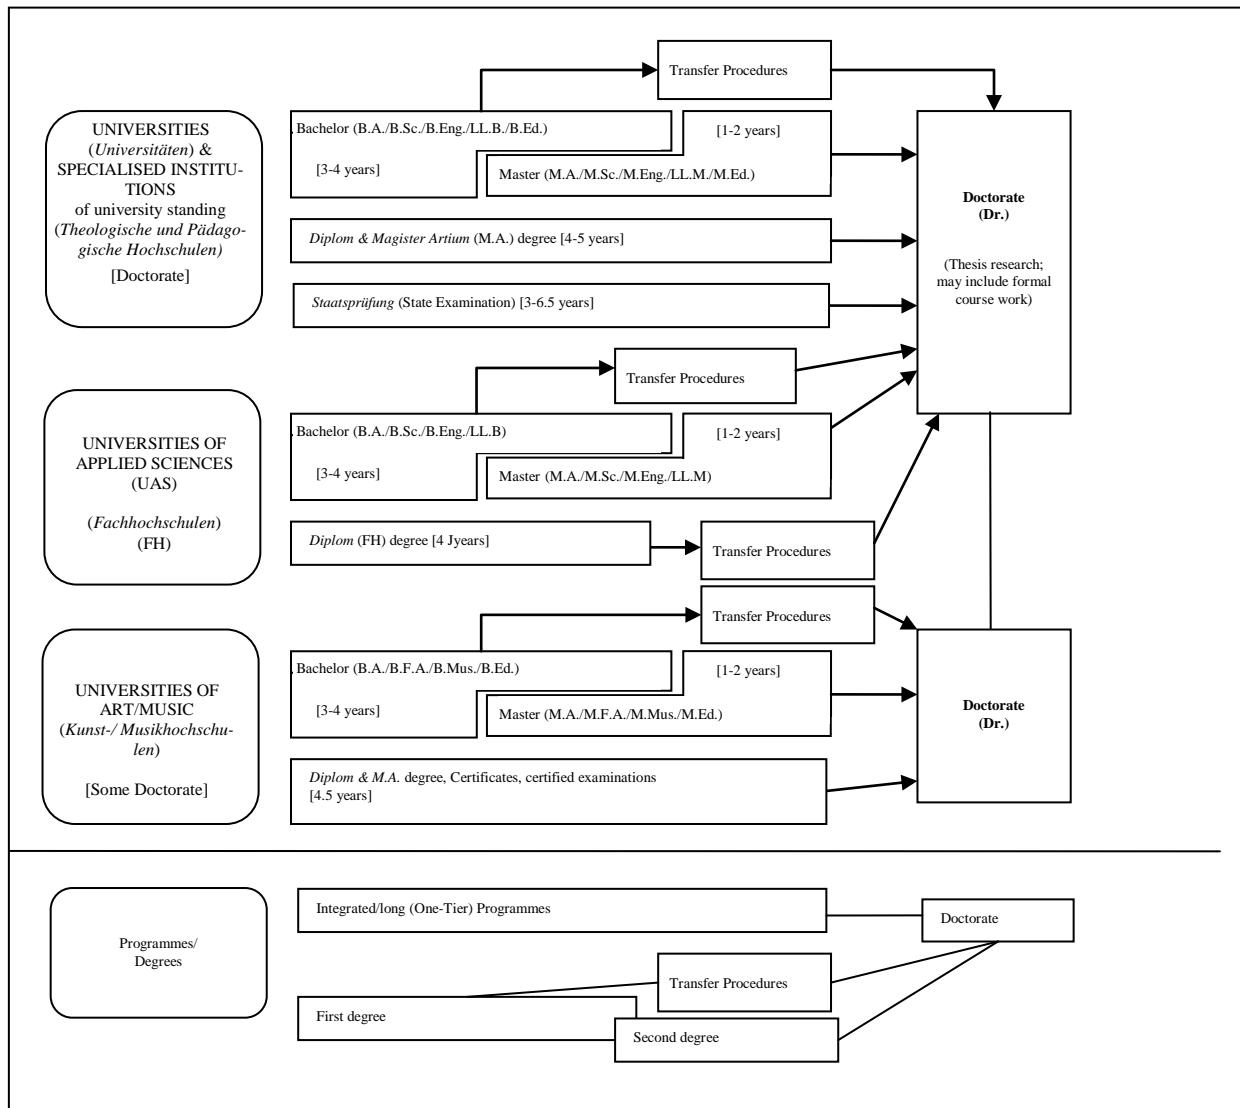 Transfer Procedures
UNIVERSITIES
(Universitäten) &
SPECIALISED INSTITU-
TIONS
of university standing
(Theologische und Pädago-
gische Hochschulen)
[Doctorate]
. Bachelor (B.A./B.Sc./B.Eng./LL.B./B.Ed.)
[3-4 years]
[1-2 years]
Master (M.A./M.Sc./M.Eng./LL.M./M.Ed.)
Diplom & Magister Artium (M.A.) degree [4-5 years]
Staatsprüfung (State Examination) [3-6.5 years]
Doctorate
(Dr.)
(Thesis research;
may include formal
course work)
Transfer Procedures
UNIVERSITIES OF
APPLIED SCIENCES
(UAS)
(Fachhochschulen)
(FH)
. Bachelor (B.A./B.Sc./B.Eng./LL.B)
[3-4 years]
[1-2 years]
Master (M.A./M.Sc./M.Eng./LL.M)
Diplom (FH) degree [4 Jyears]
Transfer Procedures
Transfer Procedures
UNIVERSITIES OF
ART/MUSIC
(Kunst-/ Musikhochschu-
len)
[Some Doctorate]
. Bachelor (B.A./B.F.A./B.Mus./B.Ed.)
[3-4 years]
[1-2 years]
Master (M.A./M.F.A./M.Mus./M.Ed.)
Diplom & M.A. degree, Certificates, certified examinations
[4.5 years]
Doctorate
(Dr.)
Programmes/
Degrees
Integrated/long (One-Tier) Programmes
Doctorate
Transfer Procedures
First degree
Second degree